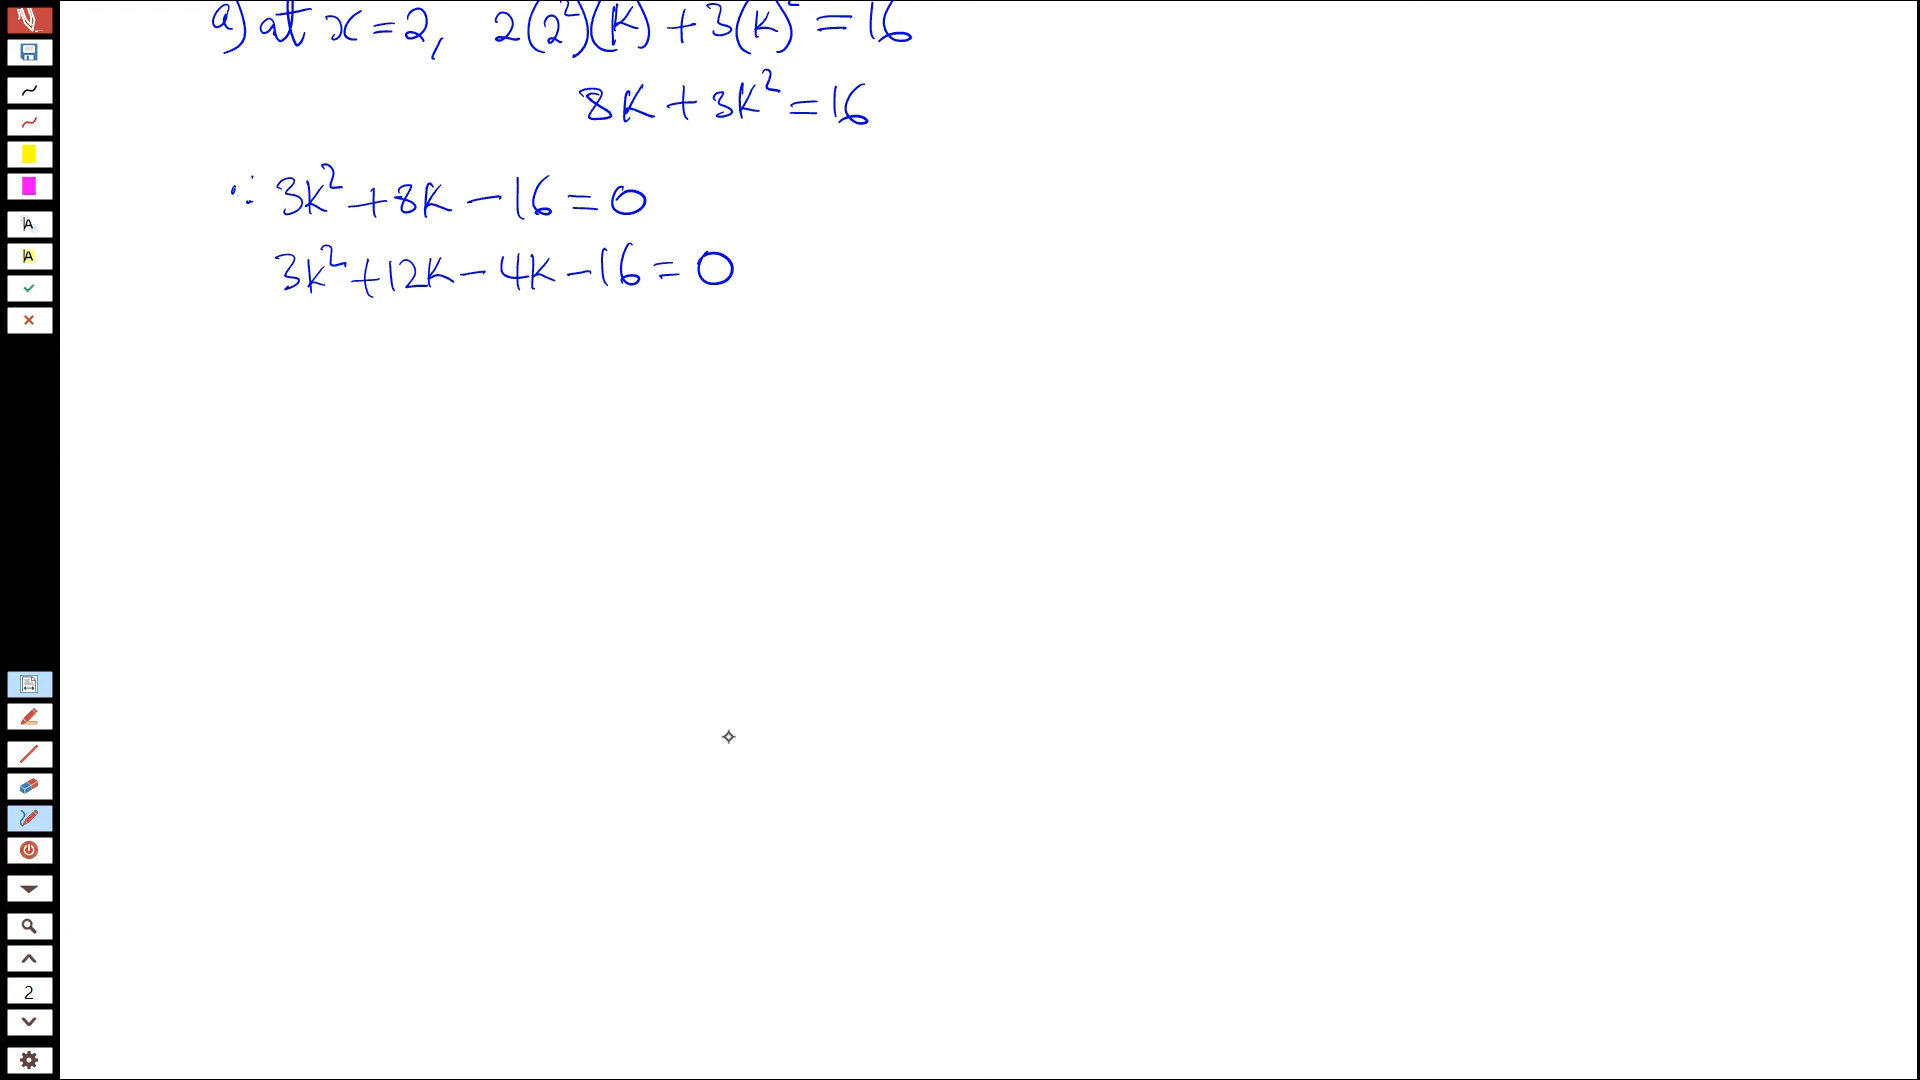 a) at x = 2, 2(2²)(k) + 3(k)² = 16
8k + 3k² = 16
∵ 3k² + 8k - 16 = 0
3k² + 12k - 4k - 16 = 0
A
A
2